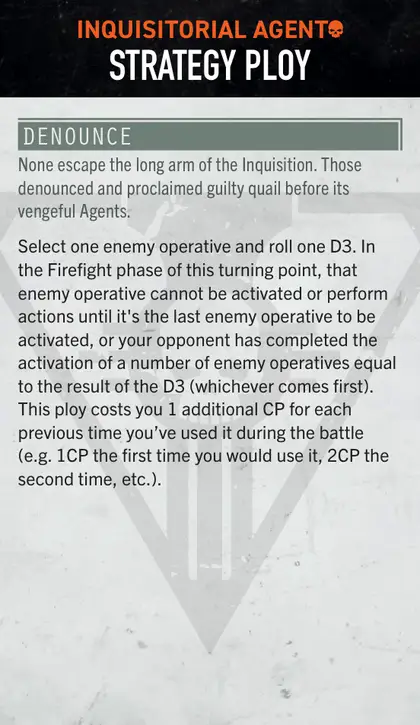 INQUISITORIAL AGENT
STRATEGY PLOY
DENOUNCE
None escape the long arm of the Inquisition. Those
denounced and proclaimed guilty quail before its
vengeful Agents.
Select one enemy operative and roll one D3. In
the Firefight phase of this turning point, that
enemy operative cannot be activated or perform
actions until it's the last enemy operative to be
activated, or your opponent has completed the
activation of a number of enemy operatives equal
to the result of the D3 (whichever comes first).
This ploy costs you 1 additional CP for each
previous time you’ve used it during the battle
(e.g. 1CP the first time you would use it, 2CP the
second time, etc.).